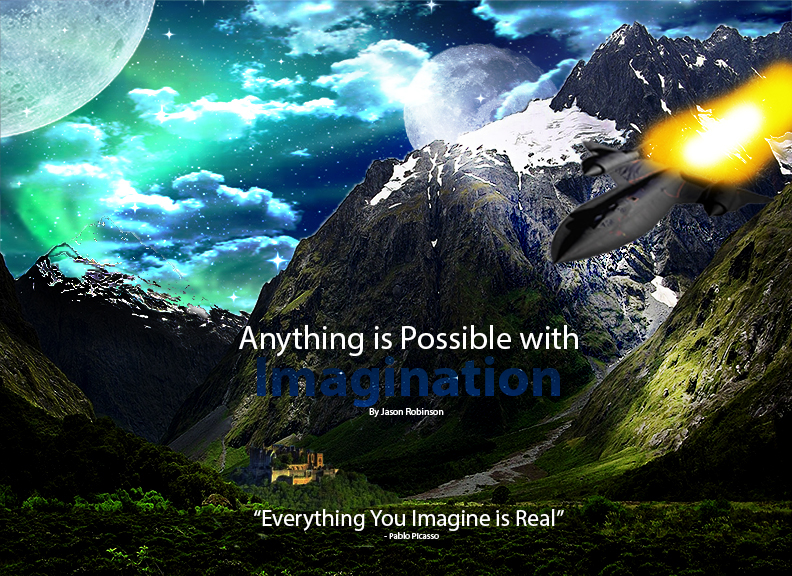 Anything is Possible with
Imagination
By Jason Robinson
“Everything You Imagine is Real”
- Pablo Picasso